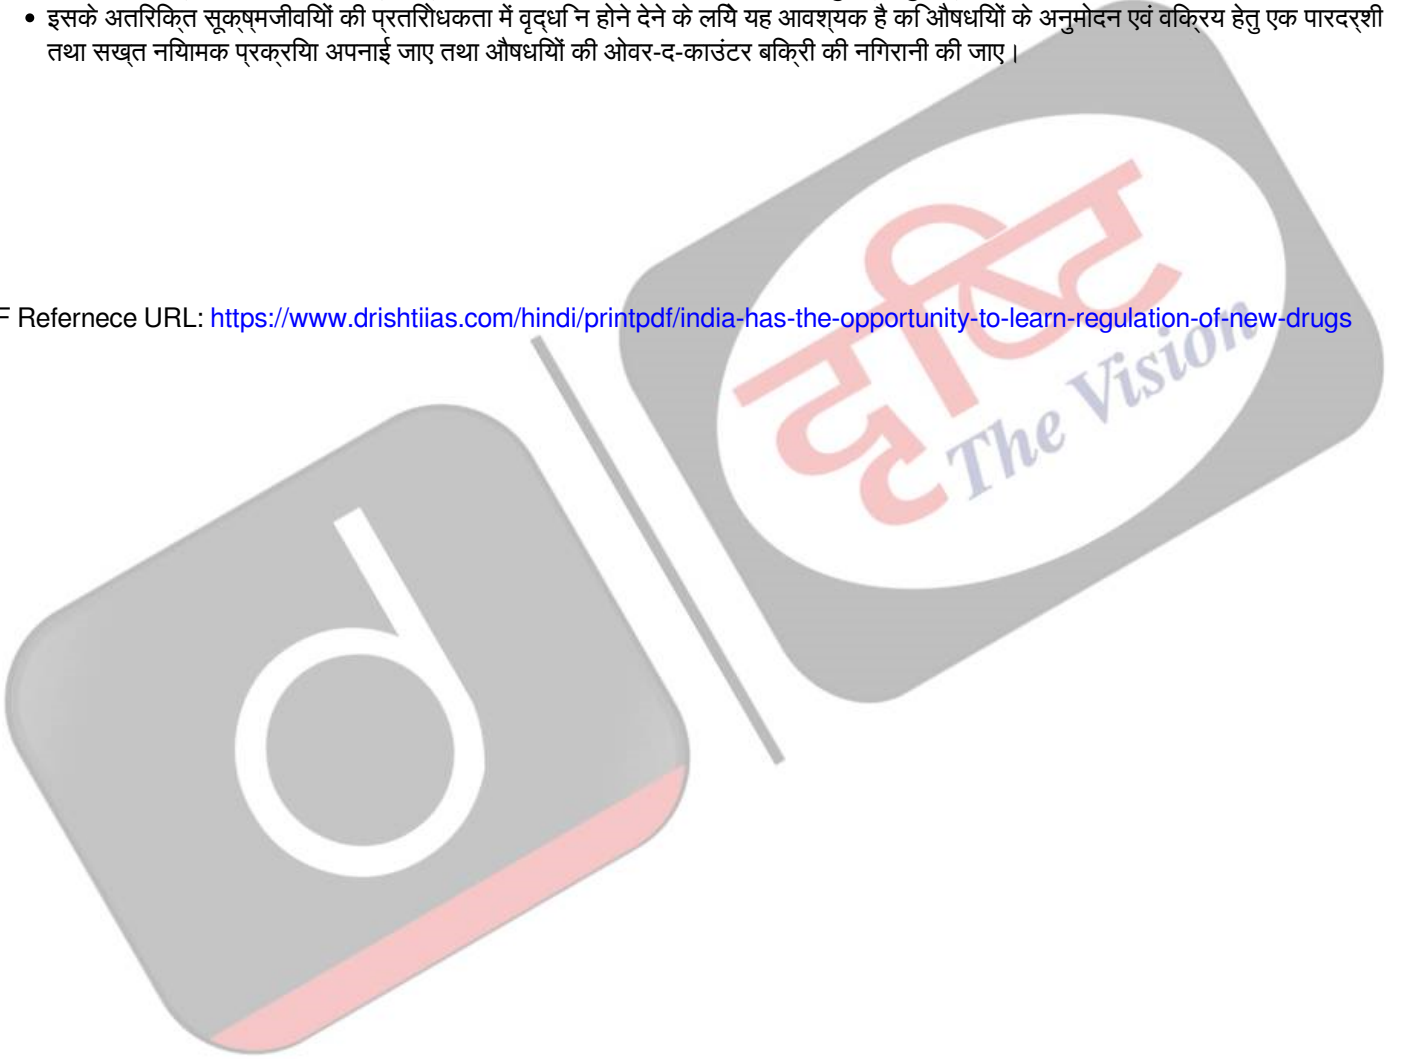 • इसके अतिरिक्त सूक्ष्मजीवियों की प्रतिरोधकता में वृद्धि न होने देने के लिये यह आवश्यक है कि औषधियों के अनुमोदन एवं विक्रय हेतु एक पारदर्शी
तथा सख्त नियामक प्रक्रिया अपनाई जाए तथा औषधियों की ओवर-द-काउंटर बिक्री की निगरानी की जाए।
F Refernece URL: https://www.drishtiias.com/hindi/printpdf/india-has-the-opportunity-to-learn-regulation-of-new-drugs
दृष्टि
The Vision
d